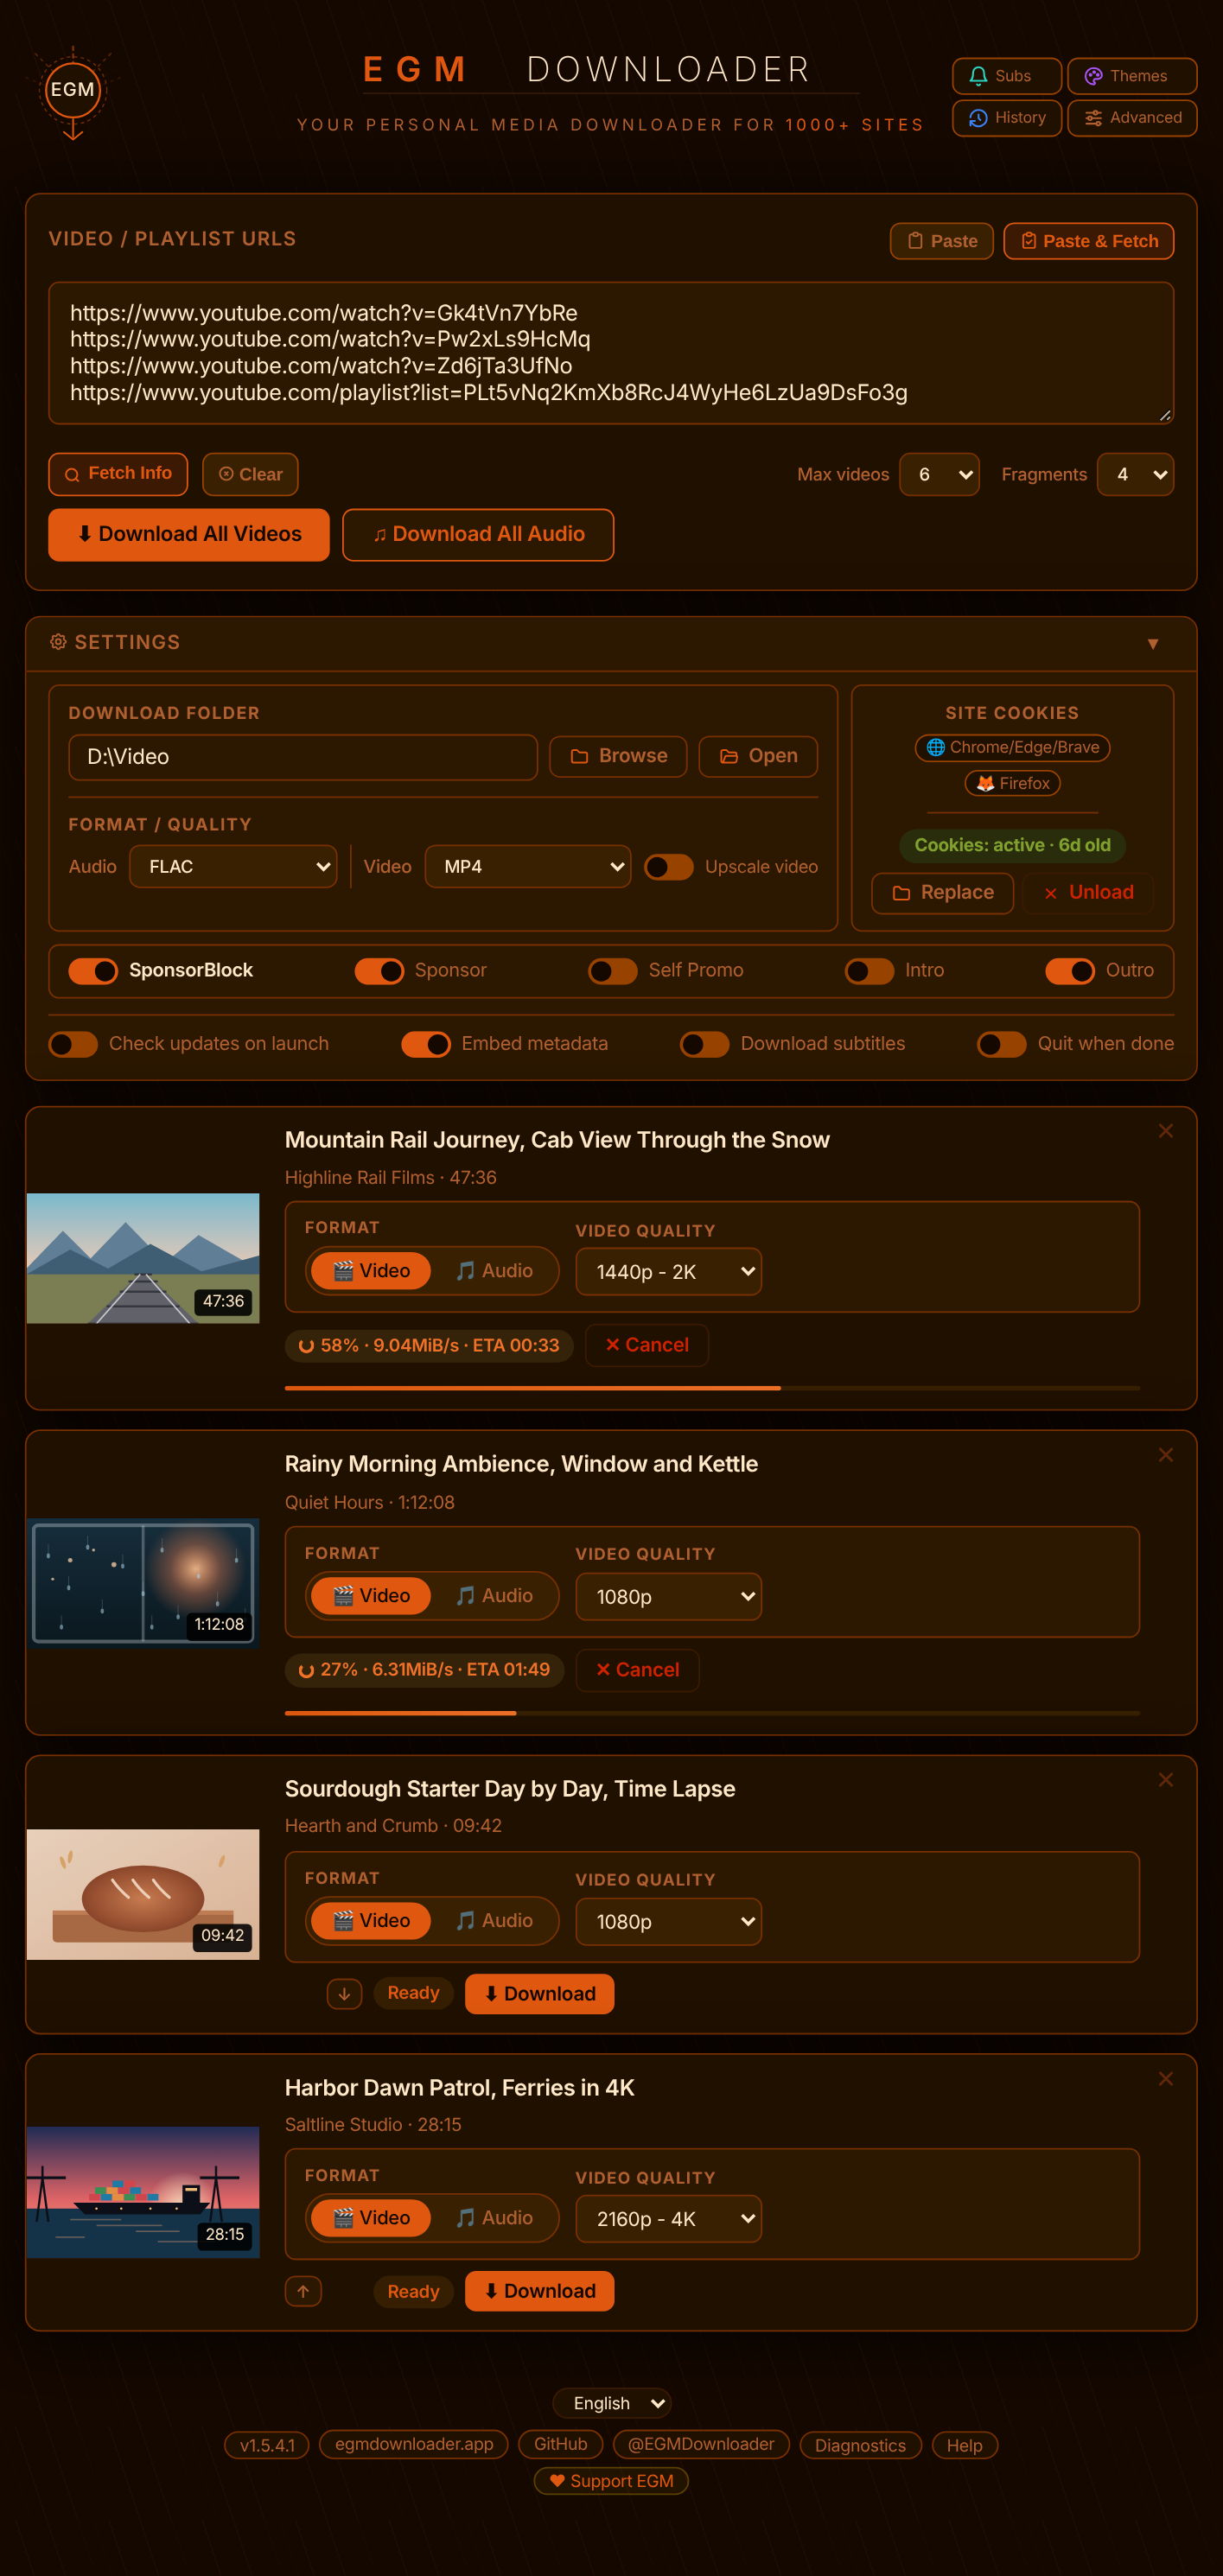 EGM
EGM DOWNLOADER
YOUR PERSONAL MEDIA DOWNLOADER FOR 1000+ SITES
Subs
Themes
History
Advanced
VIDEO / PLAYLIST URLS
Paste
Paste & Fetch
https://www.youtube.com/watch?v=Gk4tVn7YbRe
https://www.youtube.com/watch?v=Pw2xLs9HcMq
https://www.youtube.com/watch?v=Zd6jTa3UfNo
https://www.youtube.com/playlist?list=PLt5vNq2KmXb8RcJ4WyHe6LzUa9DsFo3g
Fetch Info
Clear
Max videos 6
Fragments 4
⬇ Download All Videos
♫ Download All Audio
SETTINGS
DOWNLOAD FOLDER
D:\Video
Browse
Open
FORMAT / QUALITY
Audio FLAC
Video MP4
Upscale video
SITE COOKIES
Chrome/Edge/Brave
Firefox
Cookies: active · 6d old
Replace
✕ Unload
SponsorBlock
Sponsor
Self Promo
Intro
Outro
Check updates on launch
Embed metadata
Download subtitles
Quit when done
Mountain Rail Journey, Cab View Through the Snow
Highline Rail Films · 47:36
47:36
FORMAT
Video
Audio
VIDEO QUALITY
1440p - 2K
58% · 9.04MiB/s · ETA 00:33
✕ Cancel
Rainy Morning Ambience, Window and Kettle
Quiet Hours · 1:12:08
1:12:08
FORMAT
Video
Audio
VIDEO QUALITY
1080p
27% · 6.31MiB/s · ETA 01:49
✕ Cancel
Sourdough Starter Day by Day, Time Lapse
Hearth and Crumb · 09:42
09:42
FORMAT
Video
Audio
VIDEO QUALITY
1080p
Ready
⬇ Download
Harbor Dawn Patrol, Ferries in 4K
Saltline Studio · 28:15
28:15
FORMAT
Video
Audio
VIDEO QUALITY
2160p - 4K
Ready
⬇ Download
English
v1.5.4.1
egmdownloader.app
GitHub
@EGMDownloader
Diagnostics
Help
♥ Support EGM